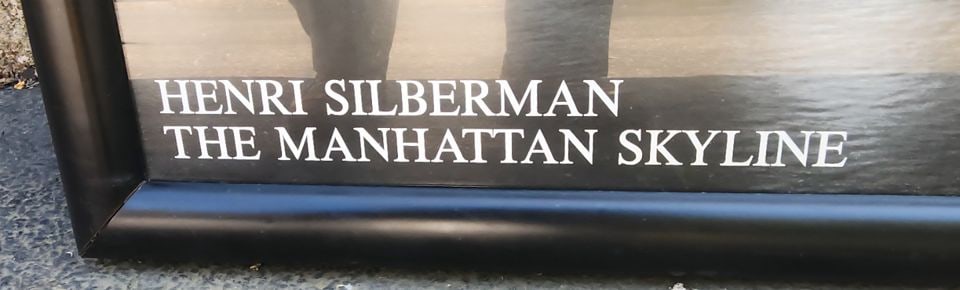 HENRI SILBERMAN
THE MANHATTAN SKYLINE